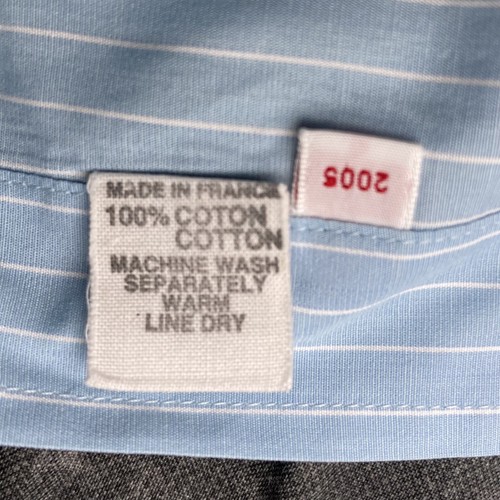 MADE IN FRANCE
100% COTON
COTTON
MACHINE WASH
SEPARATELY
WARM
LINE DRY
2005